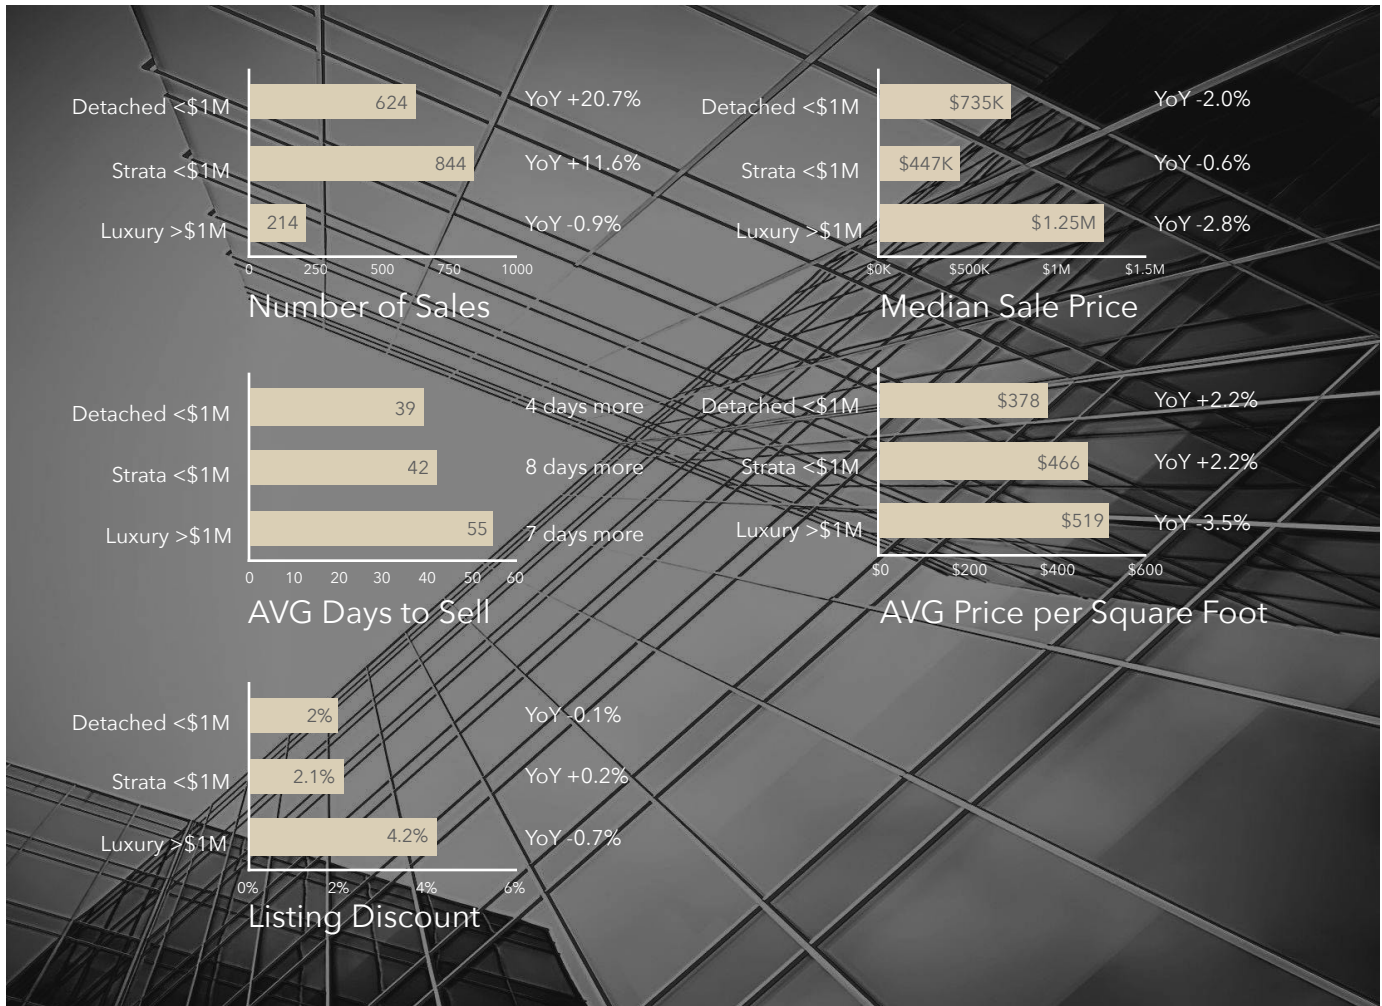 Detached <$1M 624 YoY +20.7%
Strata <$1M 844 YoY +11.6%
Luxury >$1M 214 YoY -0.9%
0 250 500 750 1000
Number of Sales
Detached <$1M $735K YoY -2.0%
Strata <$1M $447K YoY -0.6%
Luxury >$1M $1.25M YoY -2.8%
$0K $500K $1M $1.5M
Median Sale Price
Detached <$1M 39 4 days more
Strata <$1M 42 8 days more
Luxury >$1M 55 7 days more
0 10 20 30 40 50 60
AVG Days to Sell
Detached <$1M $378 YoY +2.2%
Strata <$1M $466 YoY +2.2%
Luxury >$1M $519 YoY -3.5%
$0 $200 $400 $600
AVG Price per Square Foot
Detached <$1M 2% YoY -0.1%
Strata <$1M 2.1% YoY +0.2%
Luxury >$1M 4.2% YoY -0.7%
0% 2% 4% 6%
Listing Discount